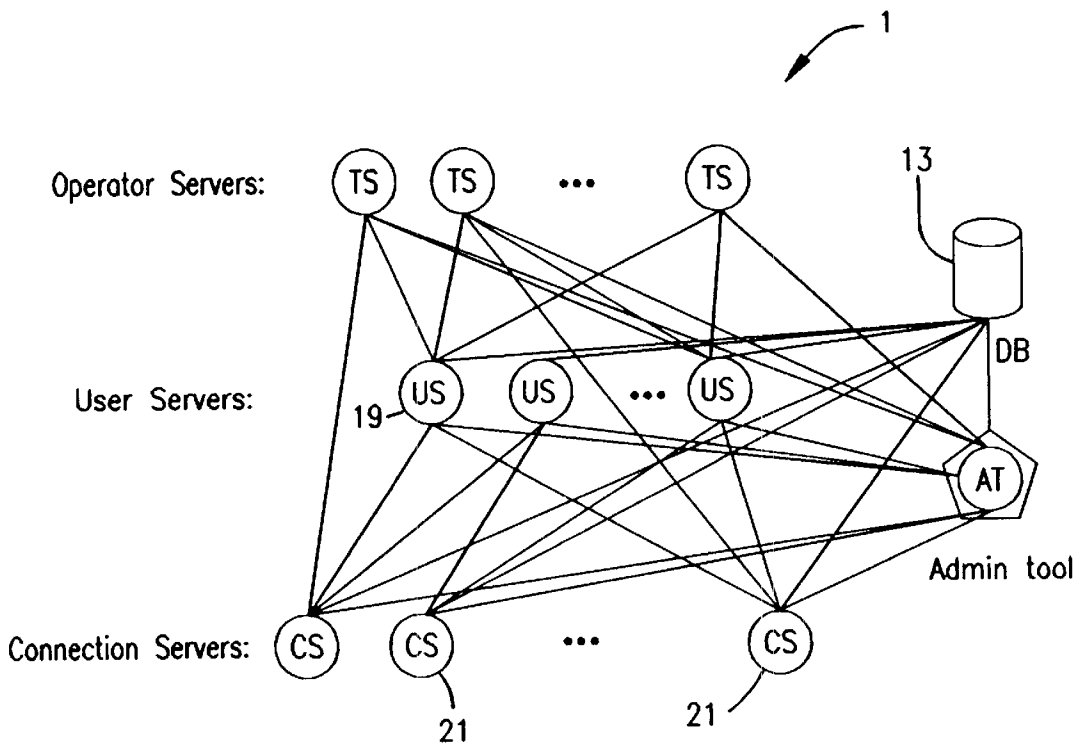 1
Operator Servers: TS TS ... TS
13
DB
User Servers: US US ... US
19
AT
Admin tool
Connection Servers: CS CS ... CS
21
21